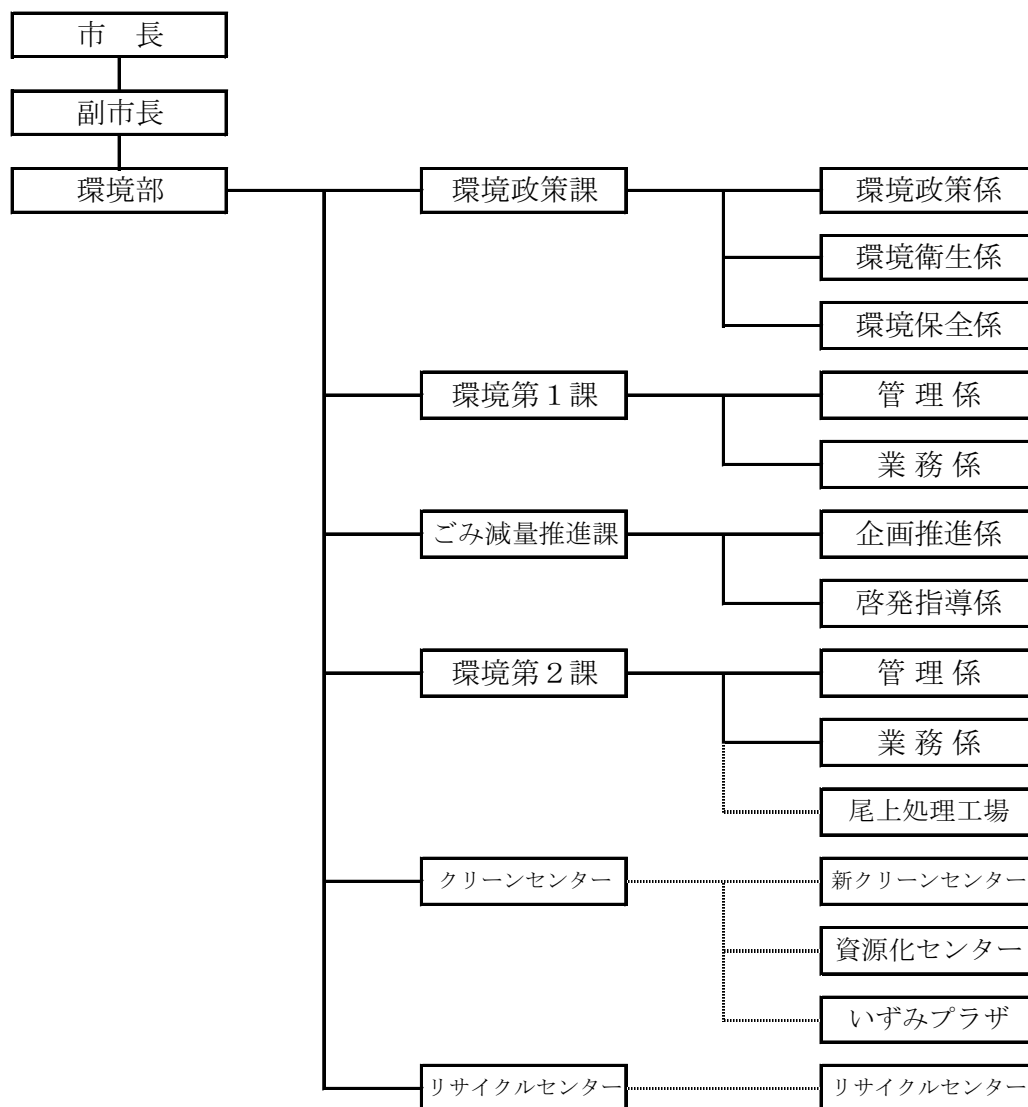 市　長
副市長
環境部
環境政策課
環境政策係
環境衛生係
環境保全係
環境第１課
管 理 係
業 務 係
ごみ減量推進課
企画推進係
啓発指導係
環境第２課
管 理 係
業 務 係
尾上処理工場
クリーンセンター
新クリーンセンター
資源化センター
いずみプラザ
リサイクルセンター
リサイクルセンター